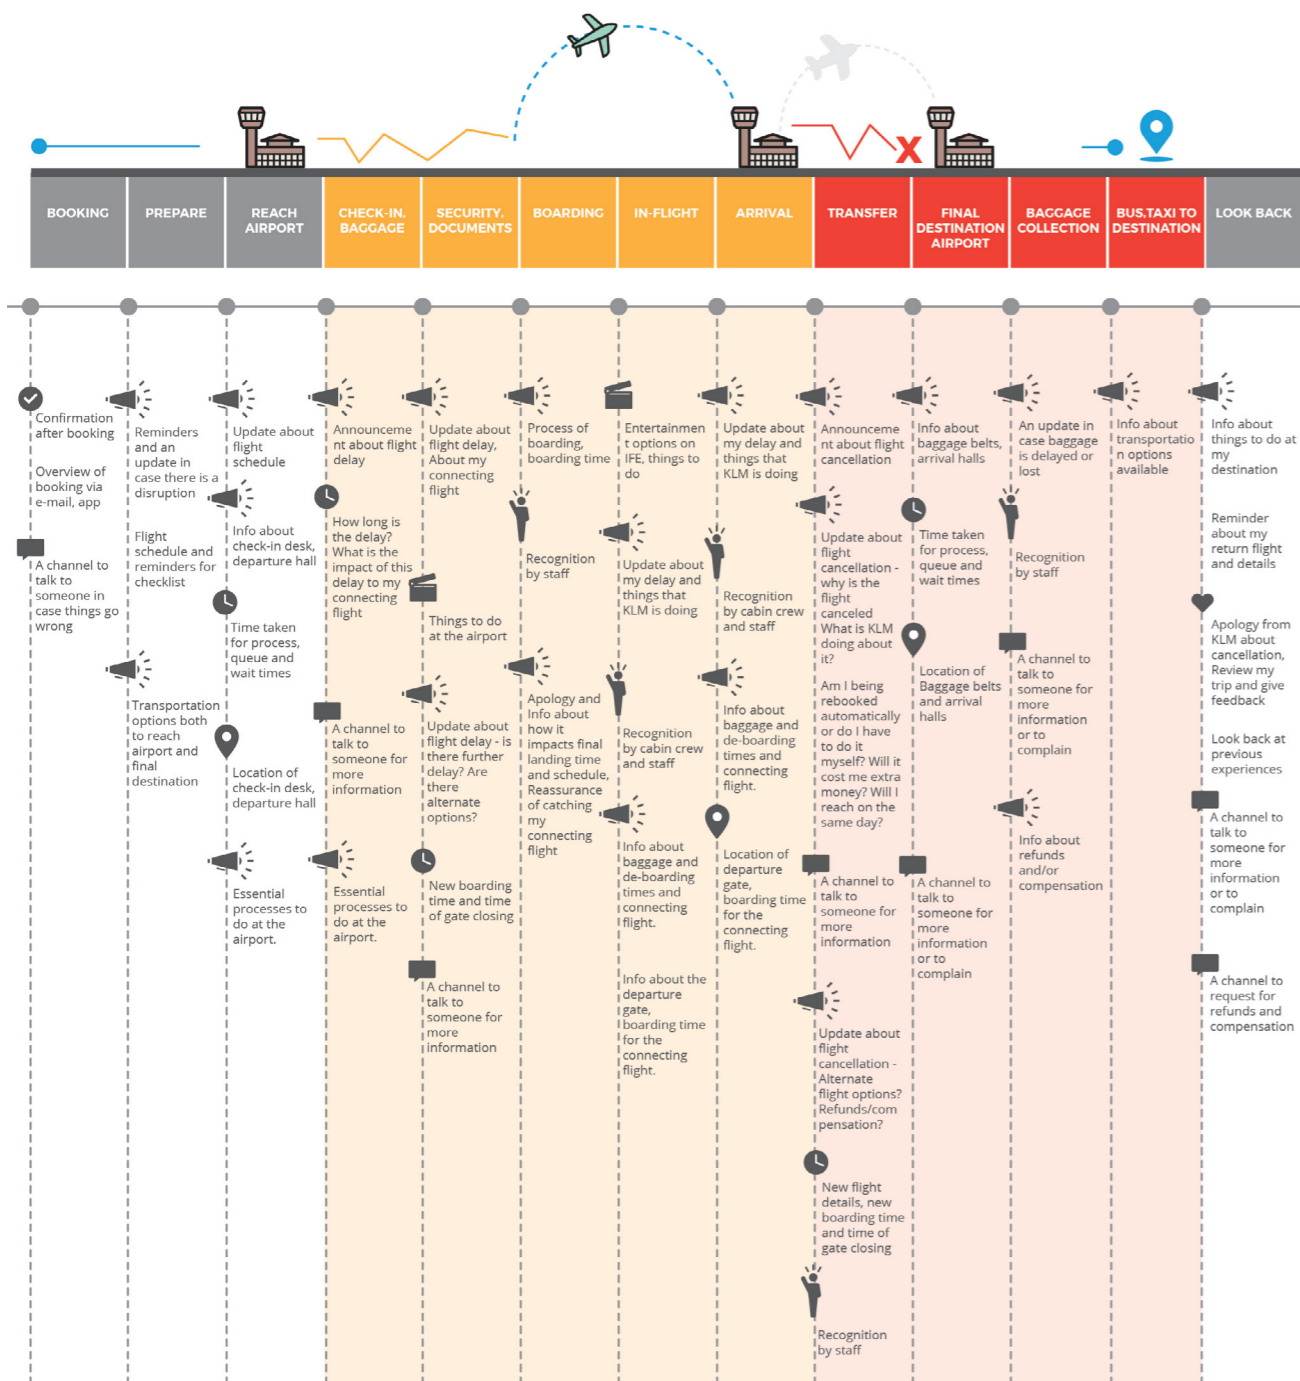 BOOKING
PREPARE
REACH
AIRPORT
CHECK-IN,
BAGGAGE
SECURITY,
DOCUMENTS
BOARDING
IN-FLIGHT
ARRIVAL
TRANSFER
FINAL
DESTINATION
AIRPORT
BAGGAGE
COLLECTION
BUS,TAXI TO
DESTINATION
LOOK BACK
Confirmation
after booking
Overview of
booking via
e-mail, app
A channel to
talk to
someone in
case things go
wrong
Reminders
and an
update in
case there is a
disruption
Flight
schedule and
reminders for
checklist
Transportation
options both
to reach
airport and
final
destination
Update about
flight
schedule
Info about
check-in desk,
departure hall
Time taken
for process,
queue and
wait times
Location of
check-in desk,
departure hall
Essential
processes to
do at the
airport.
Announceme
nt about flight
delay
How long is
the delay?
What is the
impact of this
delay to my
connecting
flight
A channel to
talk to
someone for
more
information
Essential
processes to
do at the
airport.
Update about
flight delay,
About my
connecting
flight
Things to do
at the airport
Update about
flight delay - is
there further
delay? Are
there
alternate
options?
New boarding
time and time
of gate closing
A channel to
talk to
someone for
more
information
Process of
boarding,
boarding time
Recognition
by staff
Apology and
Info about
how it
impacts final
landing time
and schedule,
Reassurance
of catching
my
connecting
flight
Entertainmen
t options on
IFE, things to
do
Update about
my delay and
things that
KLM is doing
Recognition
by cabin crew
and staff
Info about
baggage and
de-boarding
times and
connecting
flight.
Info about the
departure
gate,
boarding time
for the
connecting
flight.
Update about
my delay and
things that
KLM is doing
Recognition
by cabin crew
and staff
Info about
baggage and
de-boarding
times and
connecting
flight.
Location of
departure
gate,
boarding time
for the
connecting
flight.
Announceme
nt about flight
cancellation
Update about
flight
cancellation -
why is the
flight
canceled
What is KLM
doing about
it?
Am I being
rebooked
automatically
or do I have
to do it
myself? Will it
cost me extra
money? Will I
reach on the
same day?
A channel to
talk to
someone for
more
information
Update about
flight
cancellation -
Alternate
flight options?
Refunds/com
pensation?
New flight
details, new
boarding time
and time of
gate closing
Recognition
by staff
Info about
baggage belts,
arrival halls
Time taken
for process,
queue and
wait times
Location of
Baggage belts
and arrival
halls
A channel to
talk to
someone for
more
information
or to
complain
An update in
case baggage
is delayed or
lost
Recognition
by staff
A channel to
talk to
someone for
more
information
or to
complain
Info about
refunds
and/or
compensation
Info about
transportatio
n options
available
Info about
things to do at
my
destination
Reminder
about my
return flight
and details
Apology from
KLM about
cancellation,
Review my
trip and give
feedback
Look back at
previous
experiences
A channel to
talk to
someone for
more
information
or to
complain
A channel to
request for
refunds and
compensation